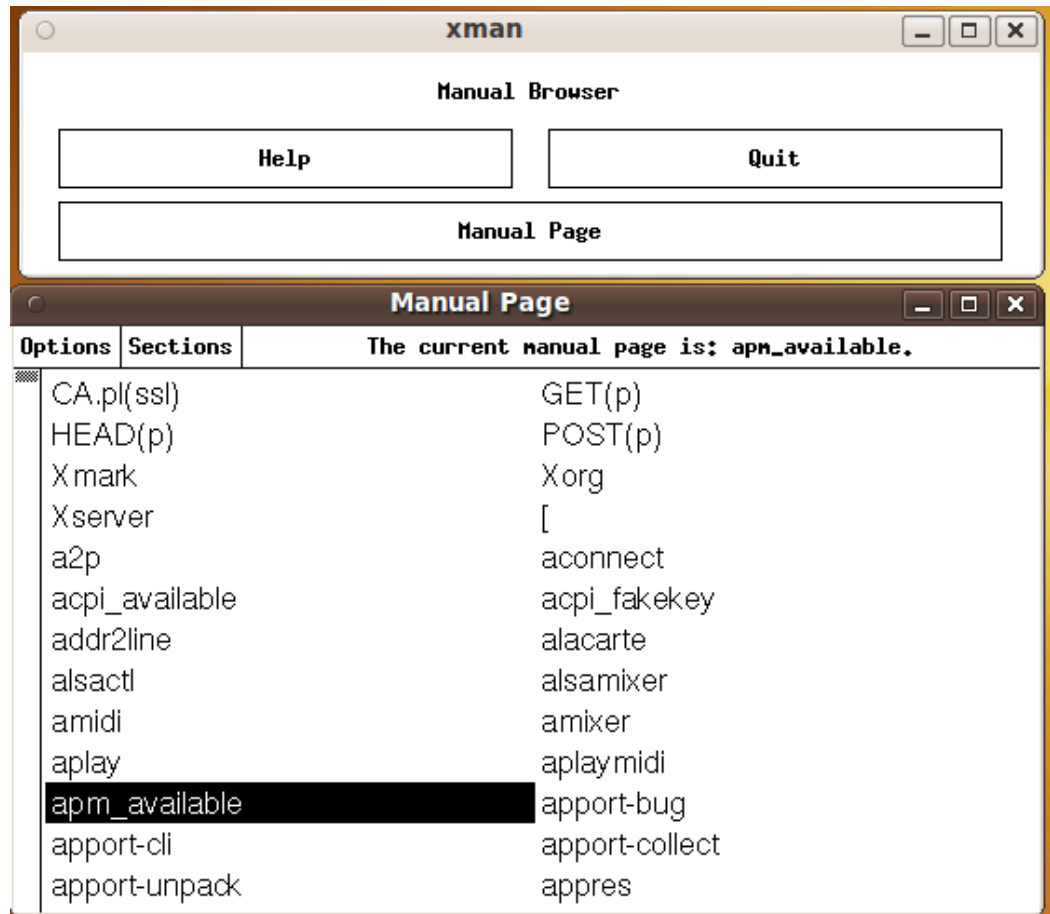 xman
Manual Browser
Help Quit
Manual Page
Manual Page
Options Sections The current manual page is: apm_available.
CA.pl(ssl) GET(p)
HEAD(p) POST(p)
Xmark Xorg
Xserver [
a2p aconnect
acpi_available acpi_fakekey
addr2line alacarte
alsactl alsamixer
amidi amixer
aplay aplaymidi
apm_available apport-bug
apport-cli apport-collect
apport-unpack appres